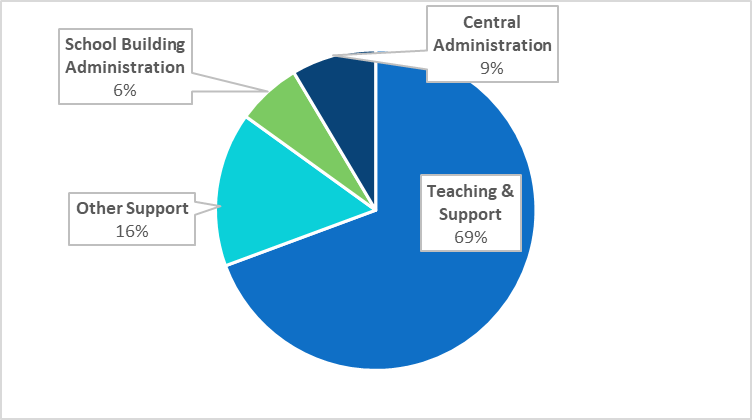 Central
Administration
9%
School Building
Administration
6%
Teaching &
Support
69%
Other Support
16%